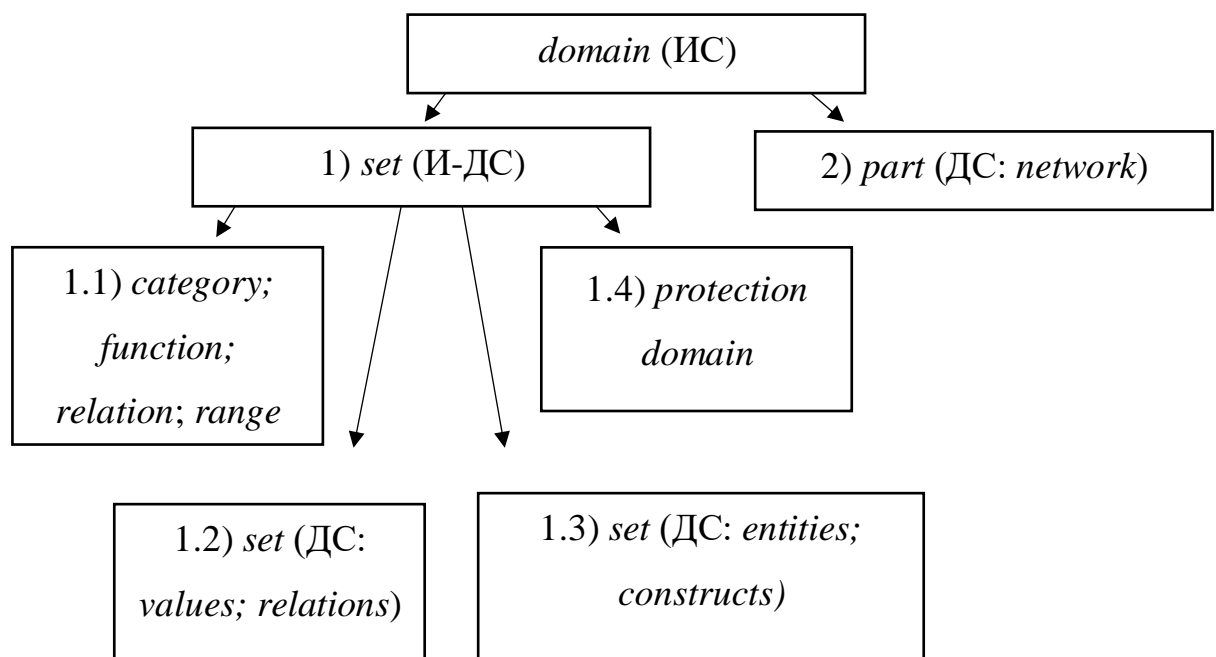 domain (ИС)
1) set (И-ДС)
2) part (ДС: network)
1.1) category;
function;
relation; range
1.4) protection
domain
1.2) set (ДС:
values; relations)
1.3) set (ДС: entities;
constructs)